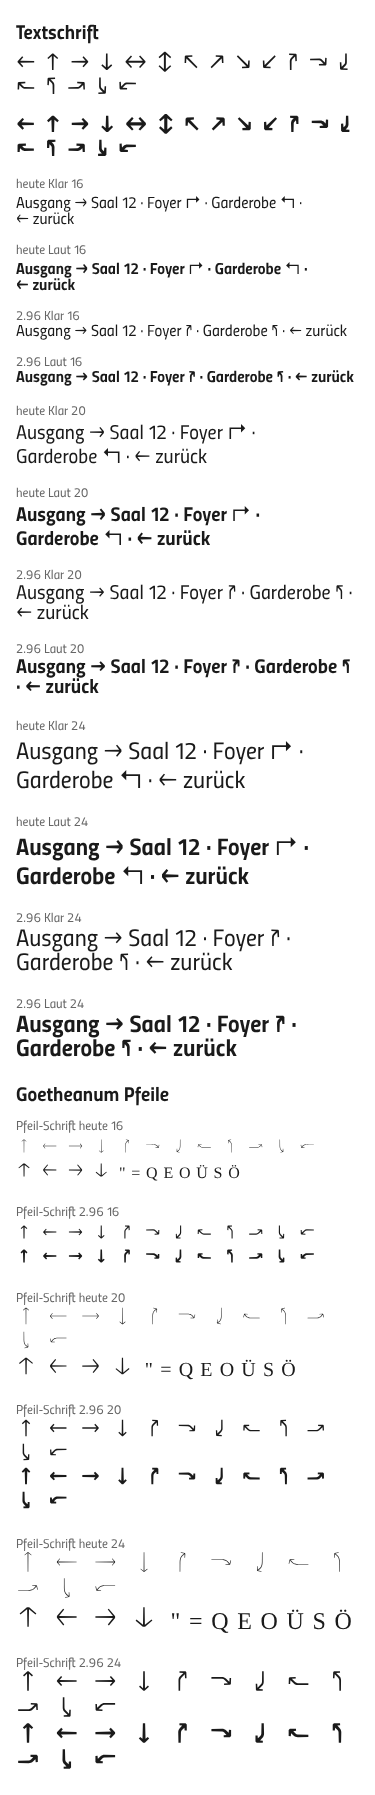 Textschrift
← ↑ → ↓ ↔ ↕ ↖ ↗ ↘ ↙ ↱ ⤵ ⤶
← ↑ → ↓ ↔ ↕ ↖ ↗ ↘ ↙
heute Klar 16
Ausgang → Saal 12 · Foyer ↱ · Garderobe ↰ ·
← zurück
heute Laut 16
Ausgang → Saal 12 · Foyer ↱ · Garderobe ↰ ·
← zurück
2.96 Klar 16
Ausgang → Saal 12 · Foyer ↱ · Garderobe ↰ · ← zurück
2.96 Laut 16
Ausgang → Saal 12 · Foyer ↱ · Garderobe ↰ · ← zurück
heute Klar 20
Ausgang → Saal 12 · Foyer ↱ ·
Garderobe ↰ · ← zurück
heute Laut 20
Ausgang → Saal 12 · Foyer ↱ ·
Garderobe ↰ · ← zurück
2.96 Klar 20
Ausgang → Saal 12 · Foyer ↱ · Garderobe ↰ ·
← zurück
2.96 Laut 20
Ausgang → Saal 12 · Foyer ↱ · Garderobe ↰
· ← zurück
heute Klar 24
Ausgang → Saal 12 · Foyer ↱ ·
Garderobe ↰ · ← zurück
heute Laut 24
Ausgang → Saal 12 · Foyer ↱ ·
Garderobe ↰ · ← zurück
2.96 Klar 24
Ausgang → Saal 12 · Foyer ↱ ·
Garderobe ↰ · ← zurück
2.96 Laut 24
Ausgang → Saal 12 · Foyer ↱ ·
Garderobe ↰ · ← zurück
Goetheanum Pfeile
Pfeil-Schrift heute 16
↑ ← → ↓
↑ ← → ↓ " = Q E O Ü S Ö
Pfeil-Schrift 2.96 16
↑ ← → ↓
↑ ← → ↓
Pfeil-Schrift heute 20
↑ ← → ↓
↑ ← → ↓ " = Q E O Ü S Ö
Pfeil-Schrift 2.96 20
↑ ← → ↓
↑ ← → ↓
Pfeil-Schrift heute 24
↑ ← → ↓
↑ ← → ↓ " = Q E O Ü S Ö
Pfeil-Schrift 2.96 24
↑ ← → ↓
↑ ← → ↓